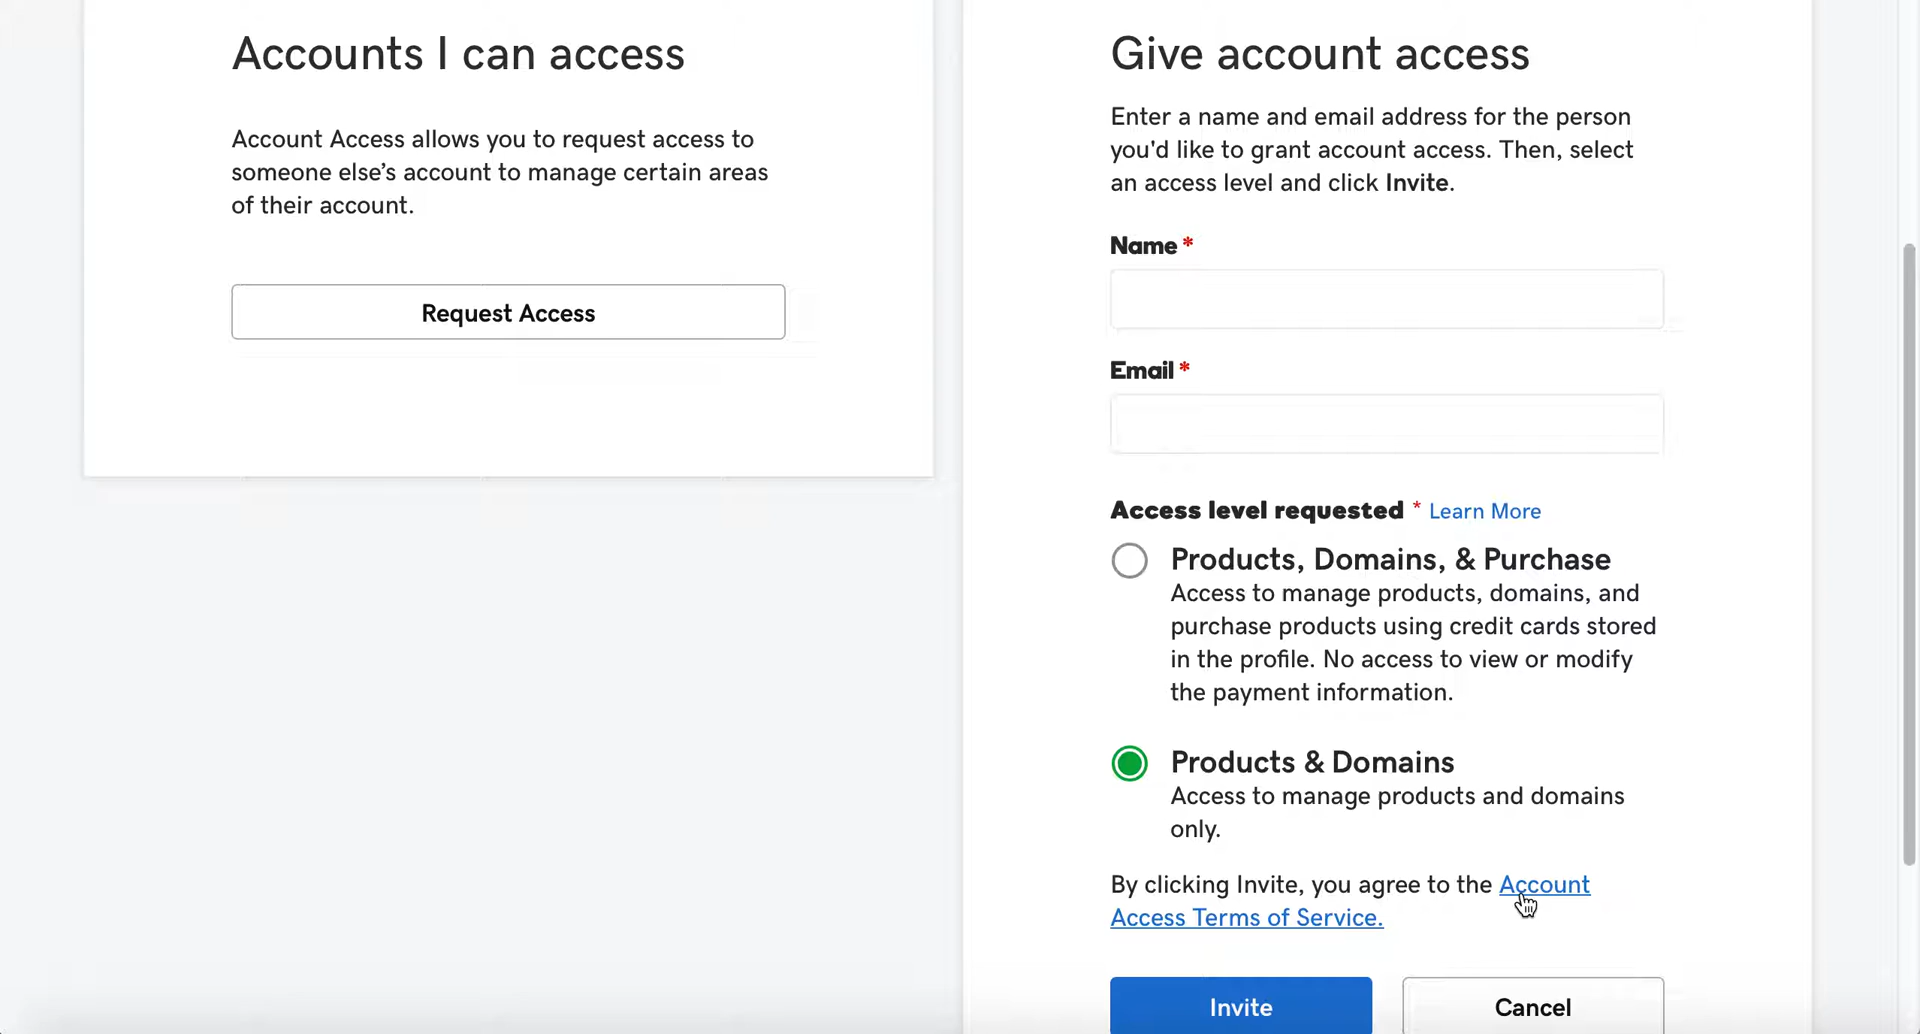 Accounts I can access
Account Access allows you to request access to
someone else’s account to manage certain areas
of their account.
Request Access
Give account access
Enter a name and email address for the person
you'd like to grant account access. Then, select
an access level and click Invite.
Name *
Email *
Access level requested * Learn More
Products, Domains, & Purchase
Access to manage products, domains, and
purchase products using credit cards stored
in the profile. No access to view or modify
the payment information.
Products & Domains
Access to manage products and domains
only.
By clicking Invite, you agree to the Account
Access Terms of Service.
Invite
Cancel